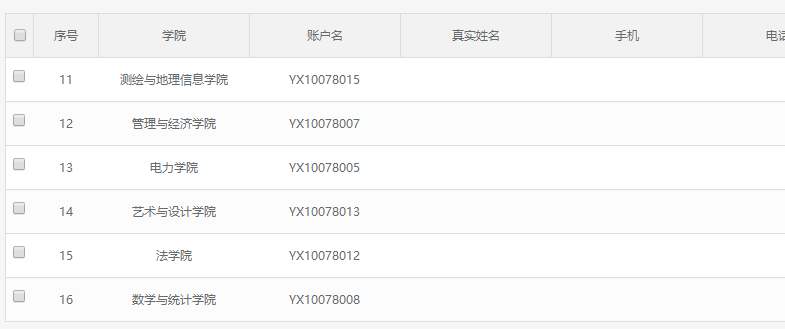 序号 学院 账户名 真实姓名 手机
11 测绘与地理信息学院 YX10078015
12 管理与经济学院 YX10078007
13 电力学院 YX10078005
14 艺术与设计学院 YX10078013
15 法学院 YX10078012
16 数学与统计学院 YX10078008